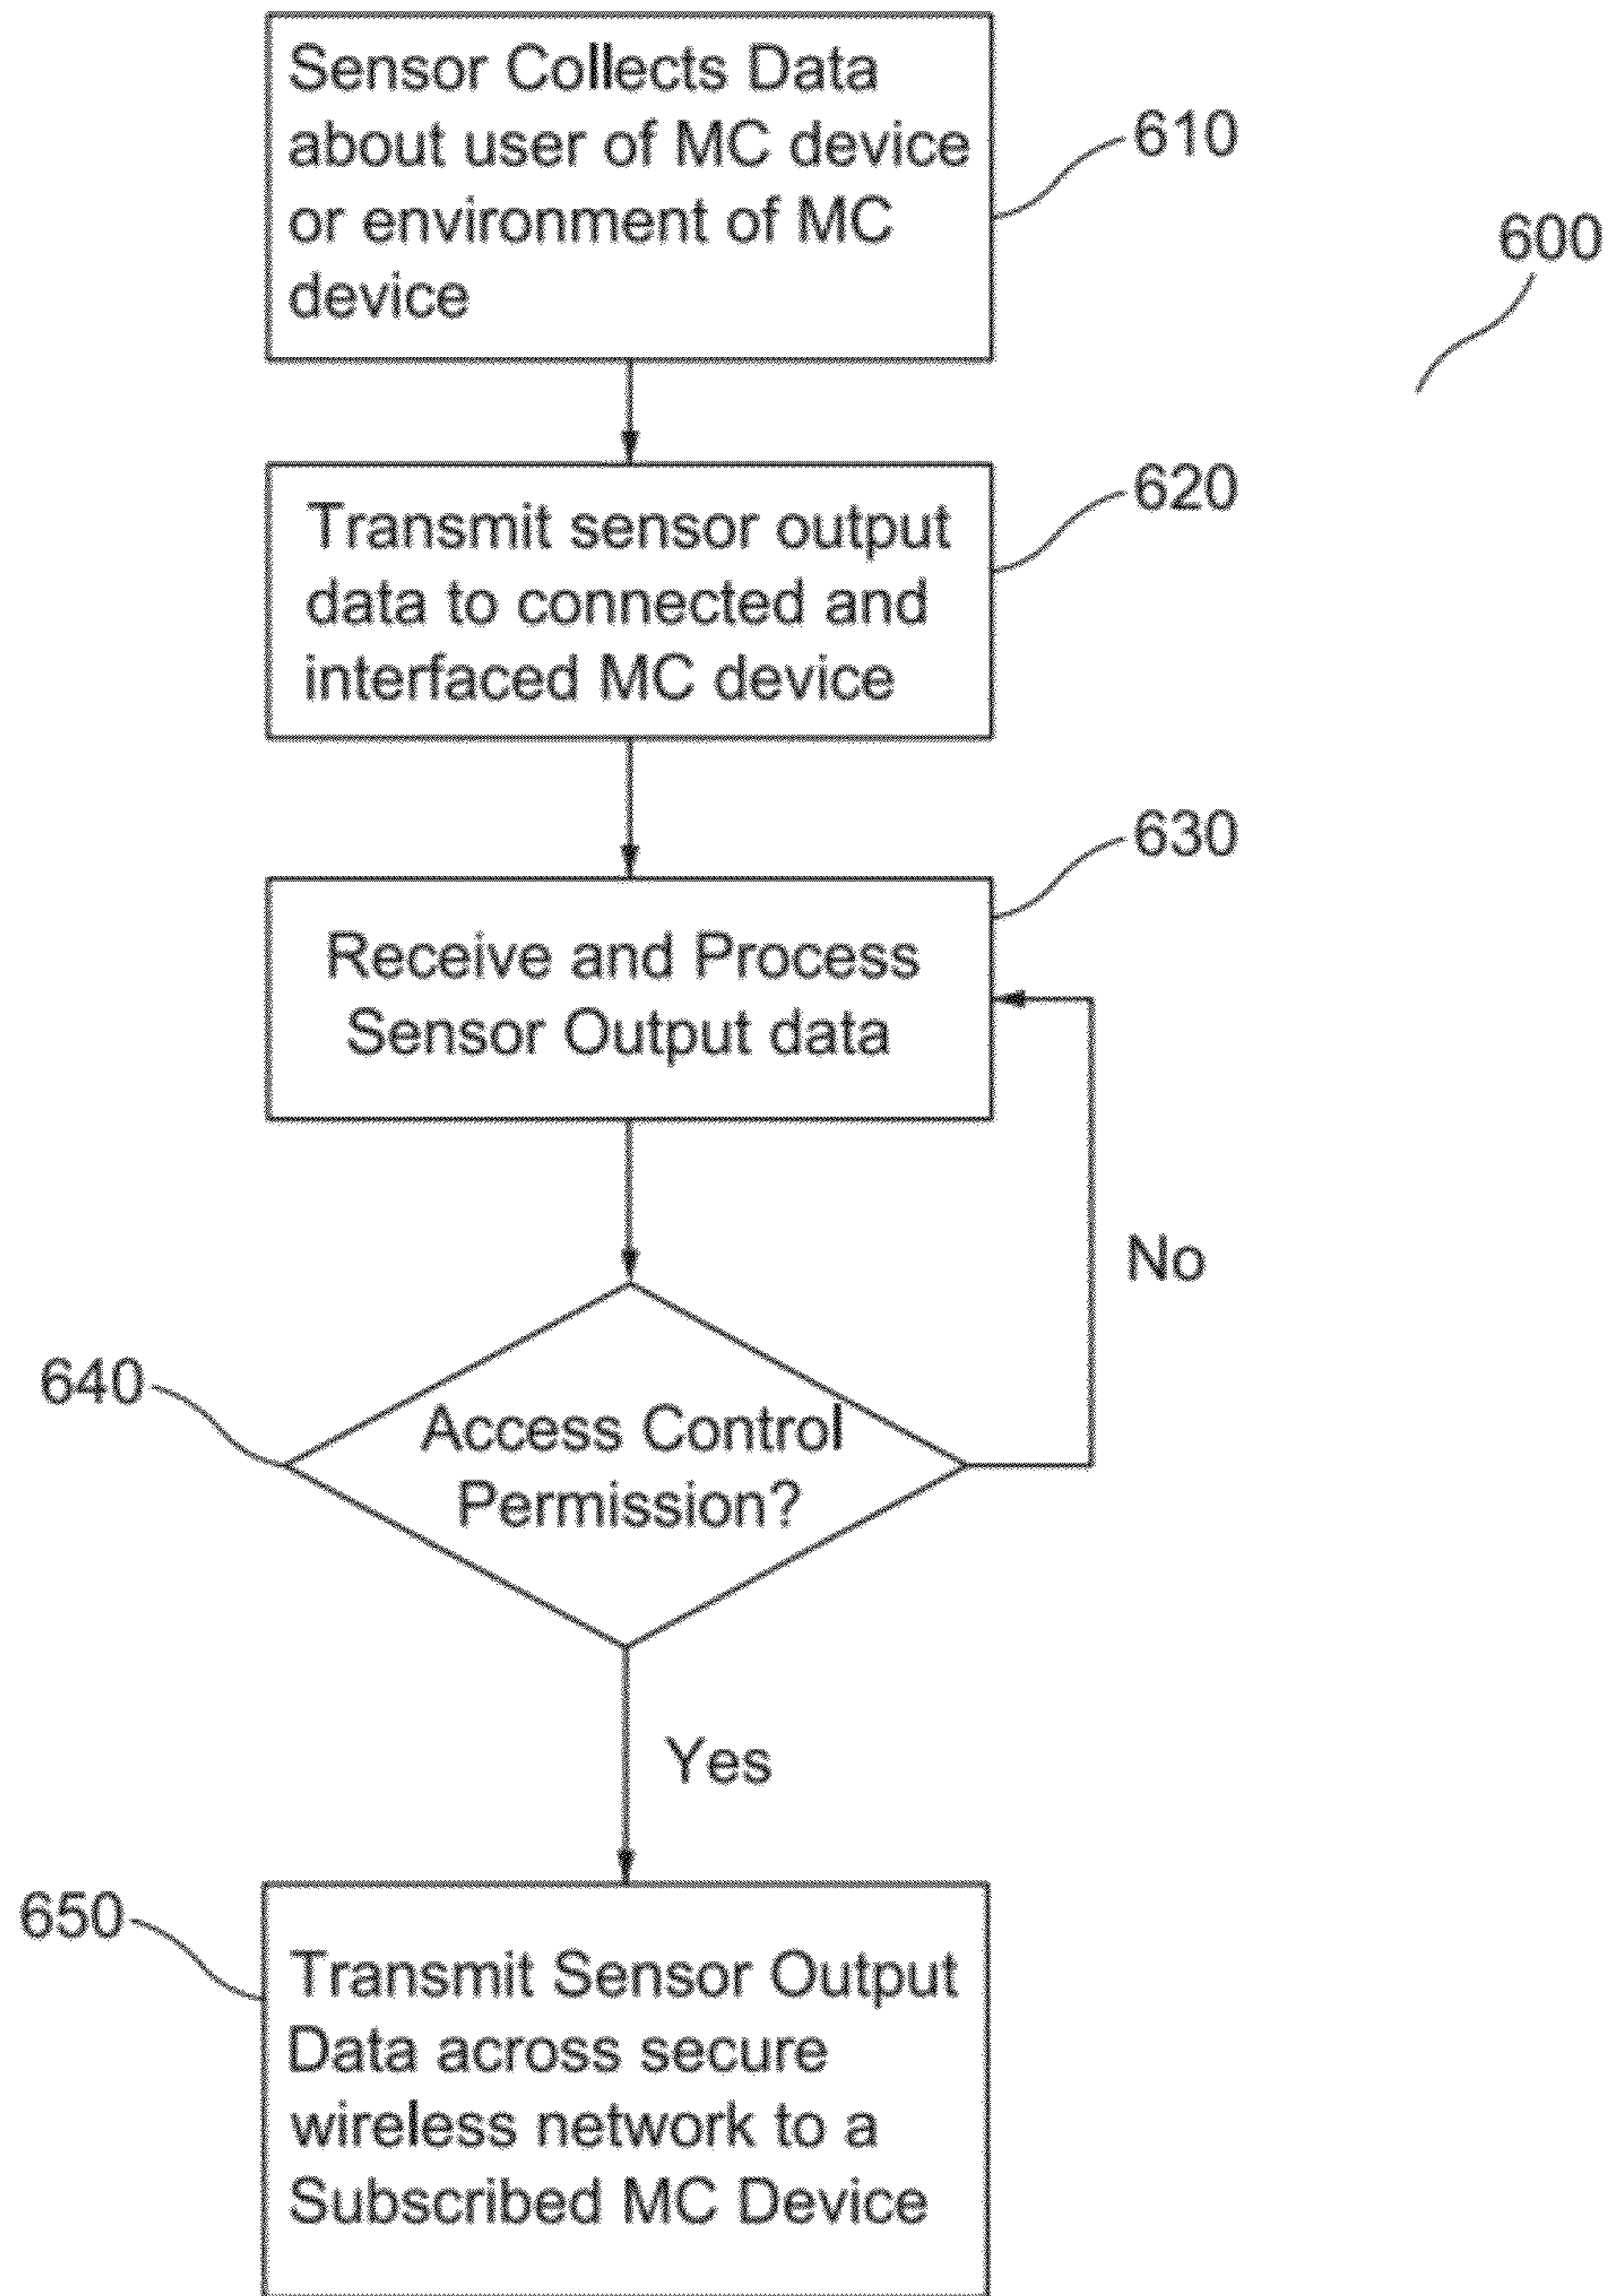 Sensor Collects Data
about user of MC device
or environment of MC
device
610
600
Transmit sensor output
data to connected and
interfaced MC device
620
630
Receive and Process
Sensor Output data
No
640
Access Control
Permission?
Yes
650
Transmit Sensor Output
Data across secure
wireless network to a
Subscribed MC Device